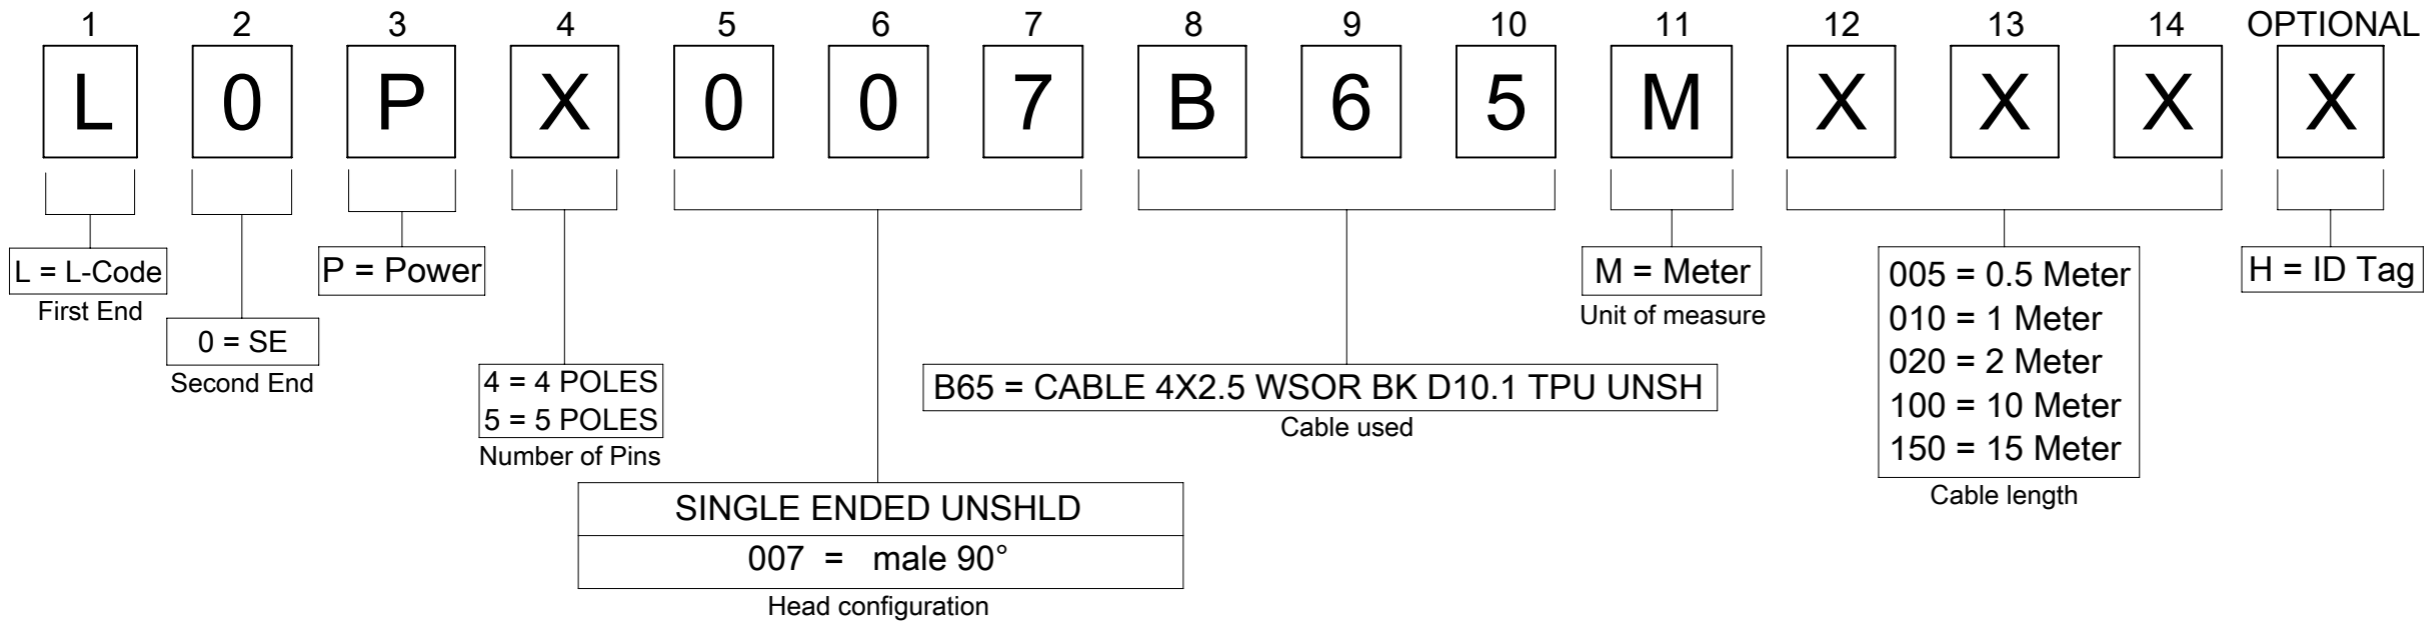 1 2 3 4 5 6 7 8 9 10 11 12 13 14 OPTIONAL
L 0 P X 0 0 7 B 6 5 M X X X X
L = L-Code
First End
0 = SE
Second End
P = Power
4 = 4 POLES
5 = 5 POLES
Number of Pins
SINGLE ENDED UNSHLD
007 = male 90°
Head configuration
B65 = CABLE 4X2.5 WSOR BK D10.1 TPU UNSH
Cable used
M = Meter
Unit of measure
005 = 0.5 Meter
010 = 1 Meter
020 = 2 Meter
100 = 10 Meter
150 = 15 Meter
Cable length
H = ID Tag